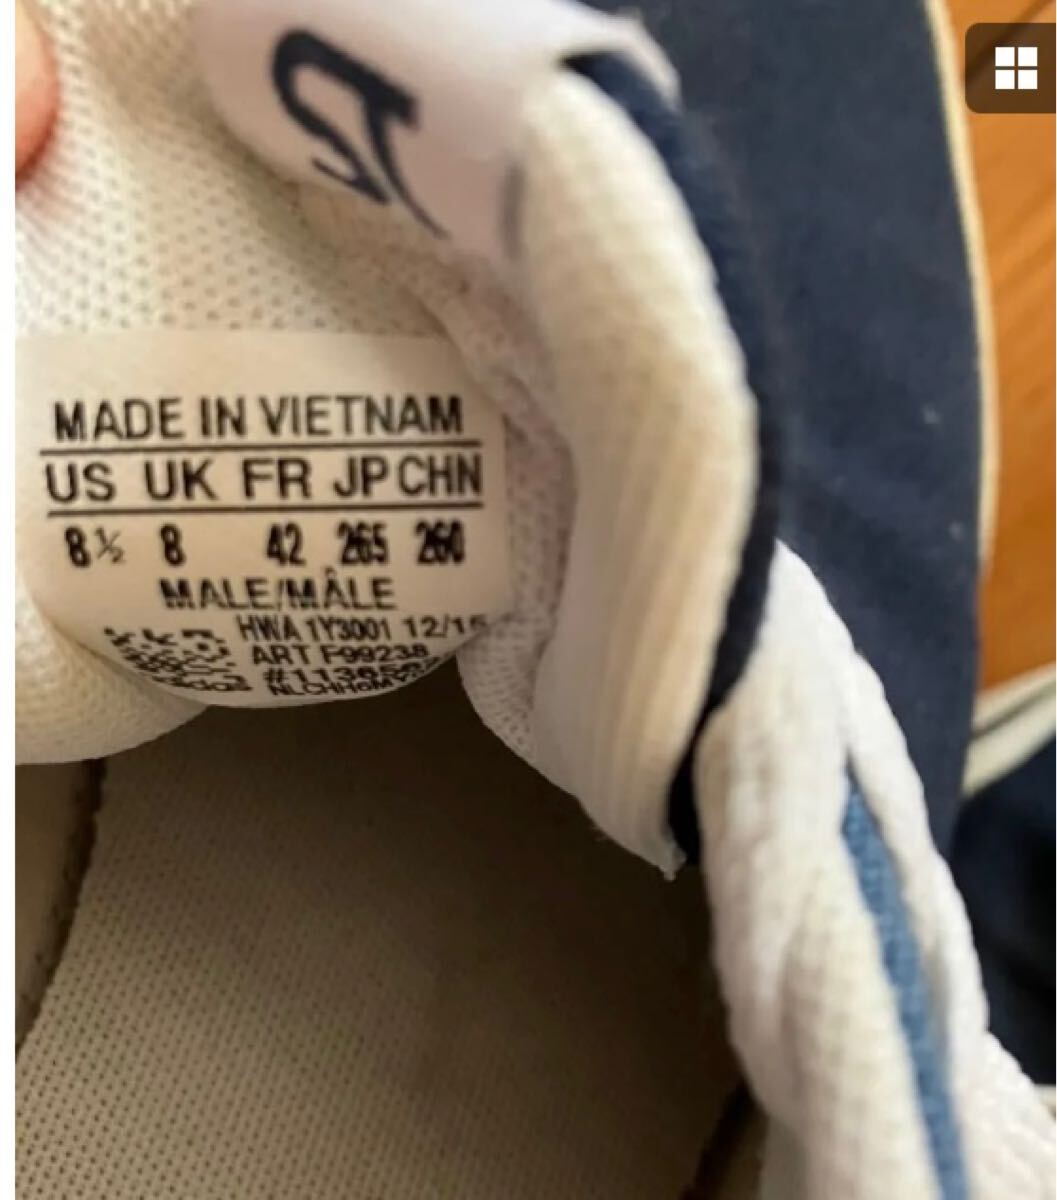 MADE IN VIETNAM
US UK FR JP CHN
8½ 8 42 265 260
MALE/MÂLE
HWA 1Y3001 12/15
ART F99238